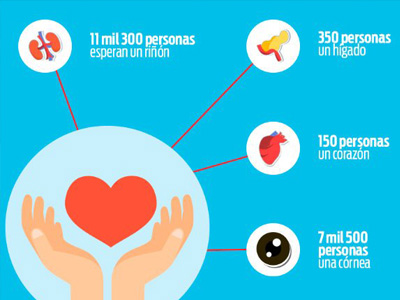 11 mil 300 personas
esperan un riñón
350 personas
un hígado
150 personas
un corazón
7 mil 500
personas
una córnea